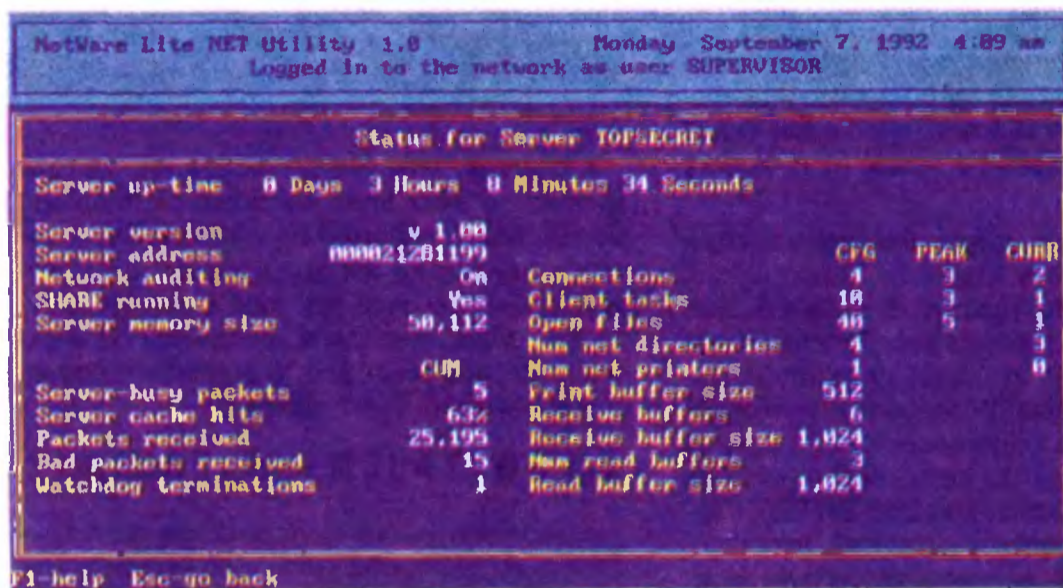 NetWare Lite NET Utility 1.0 Monday September 7, 1992 4:09 am
Logged in to the network as user SUPERVISOR
Status for Server TOPSECRET
Server up-time 0 Days 3 Hours 0 Minutes 34 Seconds
Server version v 1.00
Server address CFG PEAK CURR
Network auditing On Connections 4 3 2
SHARE running Yes Client tasks 10 3 1
Server memory size 50,112 Open files 40 5 1
Num net directories 4 3
CUM Num net printers 1 0
Server-busy packets 5 Print buffer size 512
Server cache hits 63% Receive buffers 6
Packets received 25,195 Receive buffer size 1,024
Bad packets received 15 Num read buffers 3
Watchdog terminations 1 Read buffer size 1,024
F1-help Esc-go back